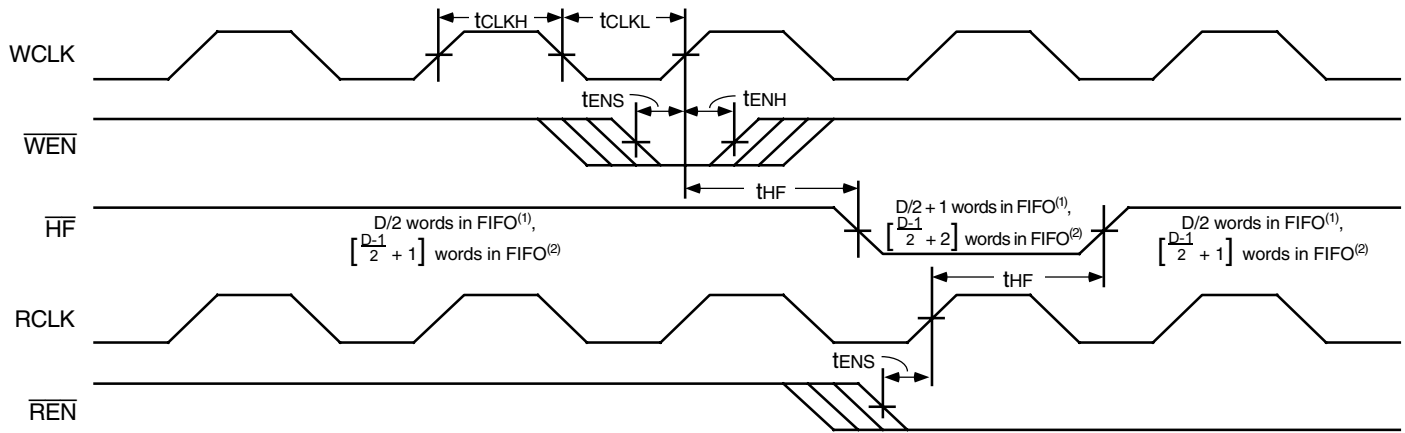 tCLKH
tCLKL
WCLK
tENS
tENH
WEN
tHF
HF
D/2 words in FIFO(1),
[D-1/2 + 1] words in FIFO(2)
D/2 + 1 words in FIFO(1),
[D-1/2 + 2] words in FIFO(2)
D/2 words in FIFO(1),
[D-1/2 + 1] words in FIFO(2)
tHF
RCLK
tENS
REN